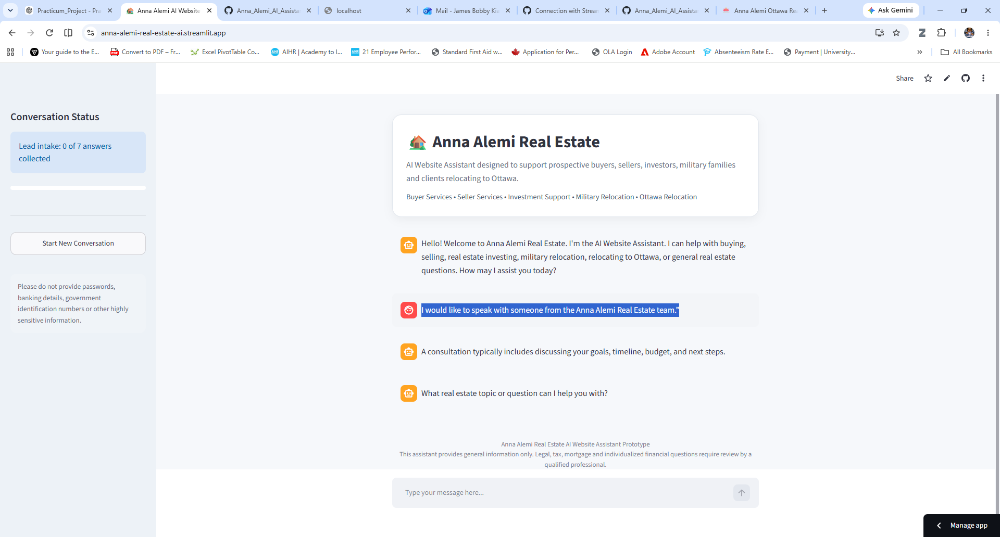 Practicum_Project - Pra
Anna Alemi AI Website
Anna_Alemi_AI_Assista
localhost
Mail - James Bobby Kia
Connection with Stream
Anna_Alemi_AI_Assista
Anna Alemi Ottawa Rea
Ask Gemini
anna-alemi-real-estate-ai.streamlit.app
Your guide to the E...
Convert to PDF – Fr...
Excel PivotTable Co...
AIHR | Academy to I...
21 Employee Perfor...
Standard First Aid w...
Application for Per...
OLA Login
Adobe Account
Absenteeism Rate E...
Payment | University...
All Bookmarks
Share
Conversation Status
Lead intake: 0 of 7 answers
collected
Start New Conversation
Please do not provide passwords,
banking details, government
identification numbers or other highly
sensitive information.
Anna Alemi Real Estate
AI Website Assistant designed to support prospective buyers, sellers, investors, military families
and clients relocating to Ottawa.
Buyer Services • Seller Services • Investment Support • Military Relocation • Ottawa Relocation
Hello! Welcome to Anna Alemi Real Estate. I'm the AI Website Assistant. I can help with buying,
selling, real estate investing, military relocation, relocating to Ottawa, or general real estate
questions. How may I assist you today?
I would like to speak with someone from the Anna Alemi Real Estate team.”
A consultation typically includes discussing your goals, timeline, budget, and next steps.
What real estate topic or question can I help you with?
Anna Alemi Real Estate AI Website Assistant Prototype
This assistant provides general information only. Legal, tax, mortgage and individualized financial questions require review by a
qualified professional.
Type your message here...
Manage app